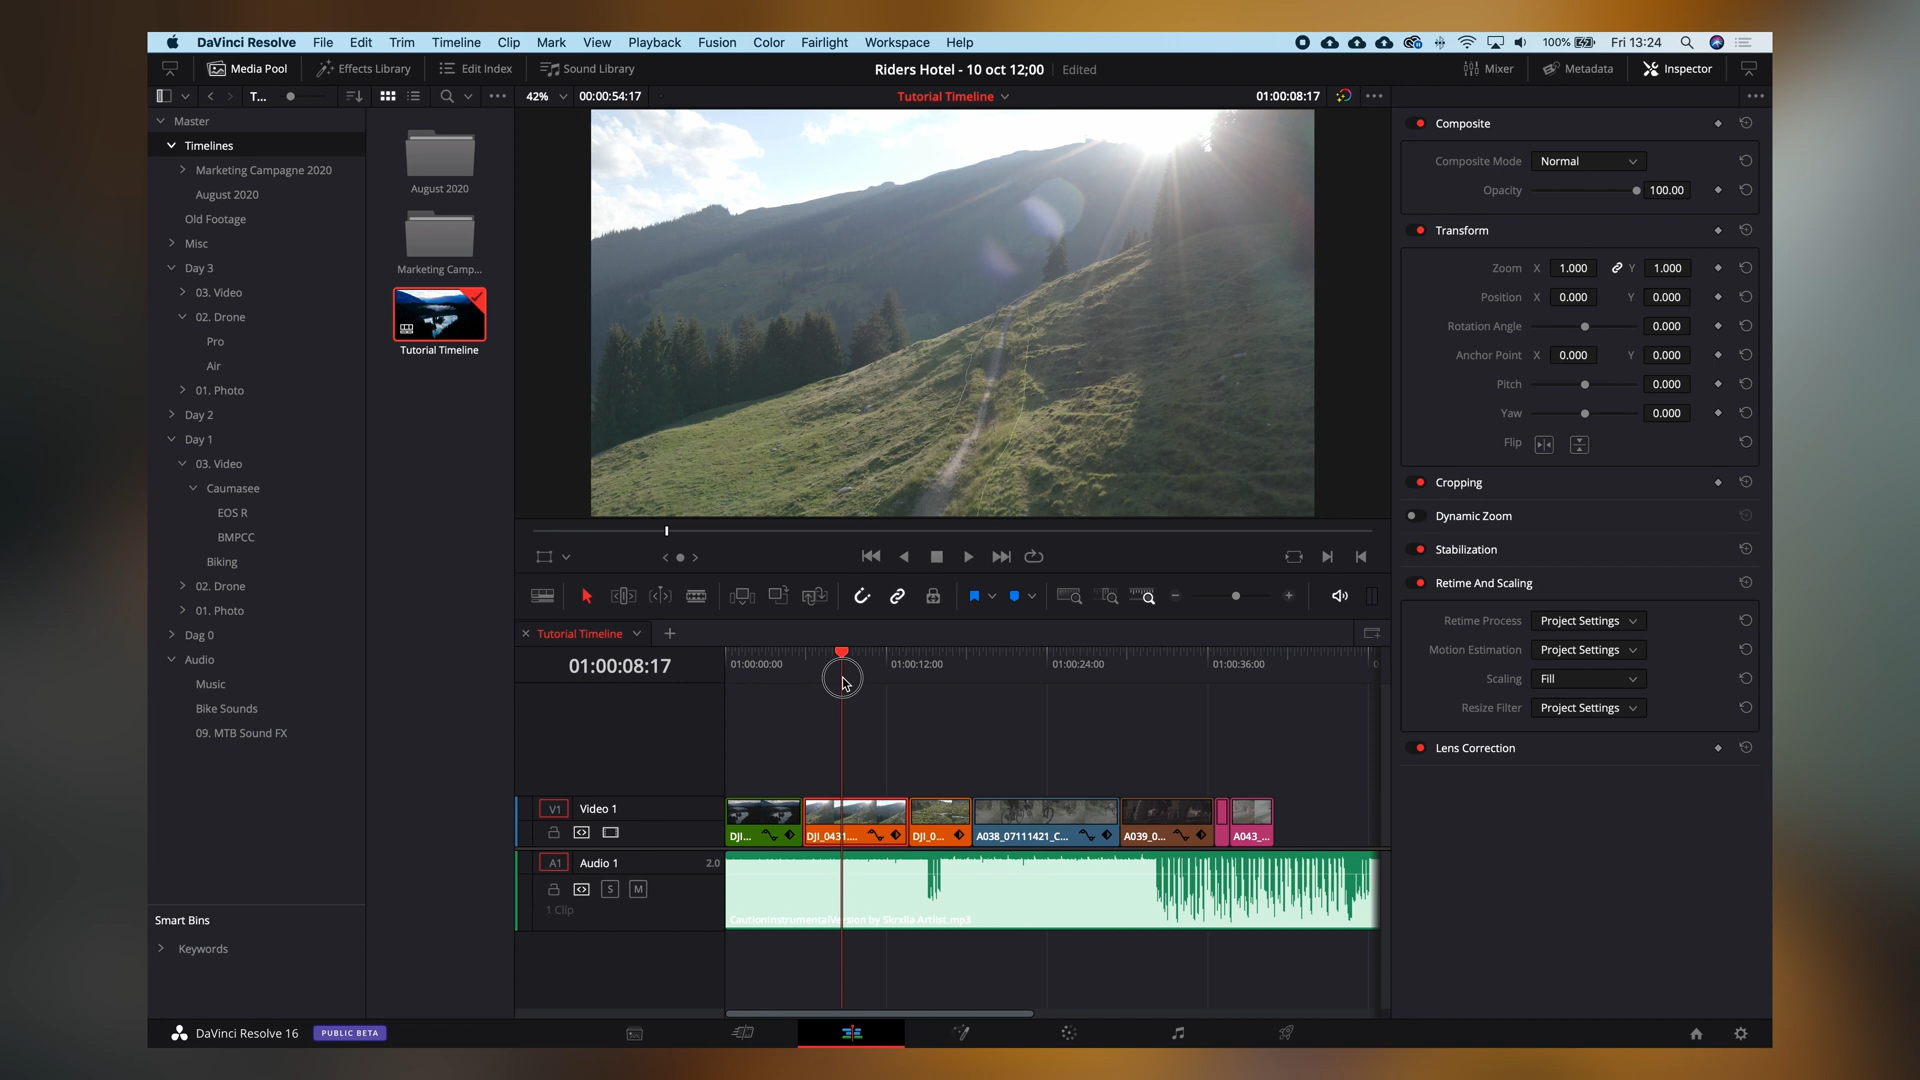 DaVinci Resolve File Edit Trim Timeline Clip Mark View Playback Fusion Color Fairlight Workspace Help 100% Fri 13:24
Media Pool Effects Library Edit Index Sound Library Riders Hotel - 10 oct 12;00 Edited Mixer Metadata Inspector
T... 42% 00:00:54:17 Tutorial Timeline 01:00:08:17
Master
Timelines
Marketing Campagne 2020
August 2020
Old Footage
Misc
Day 3
03. Video
02. Drone
Pro
Air
01. Photo
Day 2
Day 1
03. Video
Caumasee
EOS R
BMPCC
Biking
02. Drone
01. Photo
Dag 0
Audio
Music
Bike Sounds
09. MTB Sound FX
Smart Bins
Keywords
August 2020
Marketing Camp...
Tutorial Timeline
Composite
Composite Mode Normal
Opacity 100.00
Transform
Zoom X 1.000 Y 1.000
Position X 0.000 Y 0.000
Rotation Angle 0.000
Anchor Point X 0.000 Y 0.000
Pitch 0.000
Yaw 0.000
Flip
Cropping
Dynamic Zoom
Stabilization
Retime And Scaling
Retime Process Project Settings
Motion Estimation Project Settings
Scaling Fill
Resize Filter Project Settings
Lens Correction
Tutorial Timeline
01:00:08:17 01:00:00:00 01:00:12:00 01:00:24:00 01:00:36:00 0
V1 Video 1
DJI... DJI_0431.... DJI_0... A038_07111421_C... A039_0... A043_...
A1 Audio 1 2.0
S M
1 Clip
CautionInstrumentalVersion by Skrxlla Artlist.mp3
DaVinci Resolve 16 PUBLIC BETA